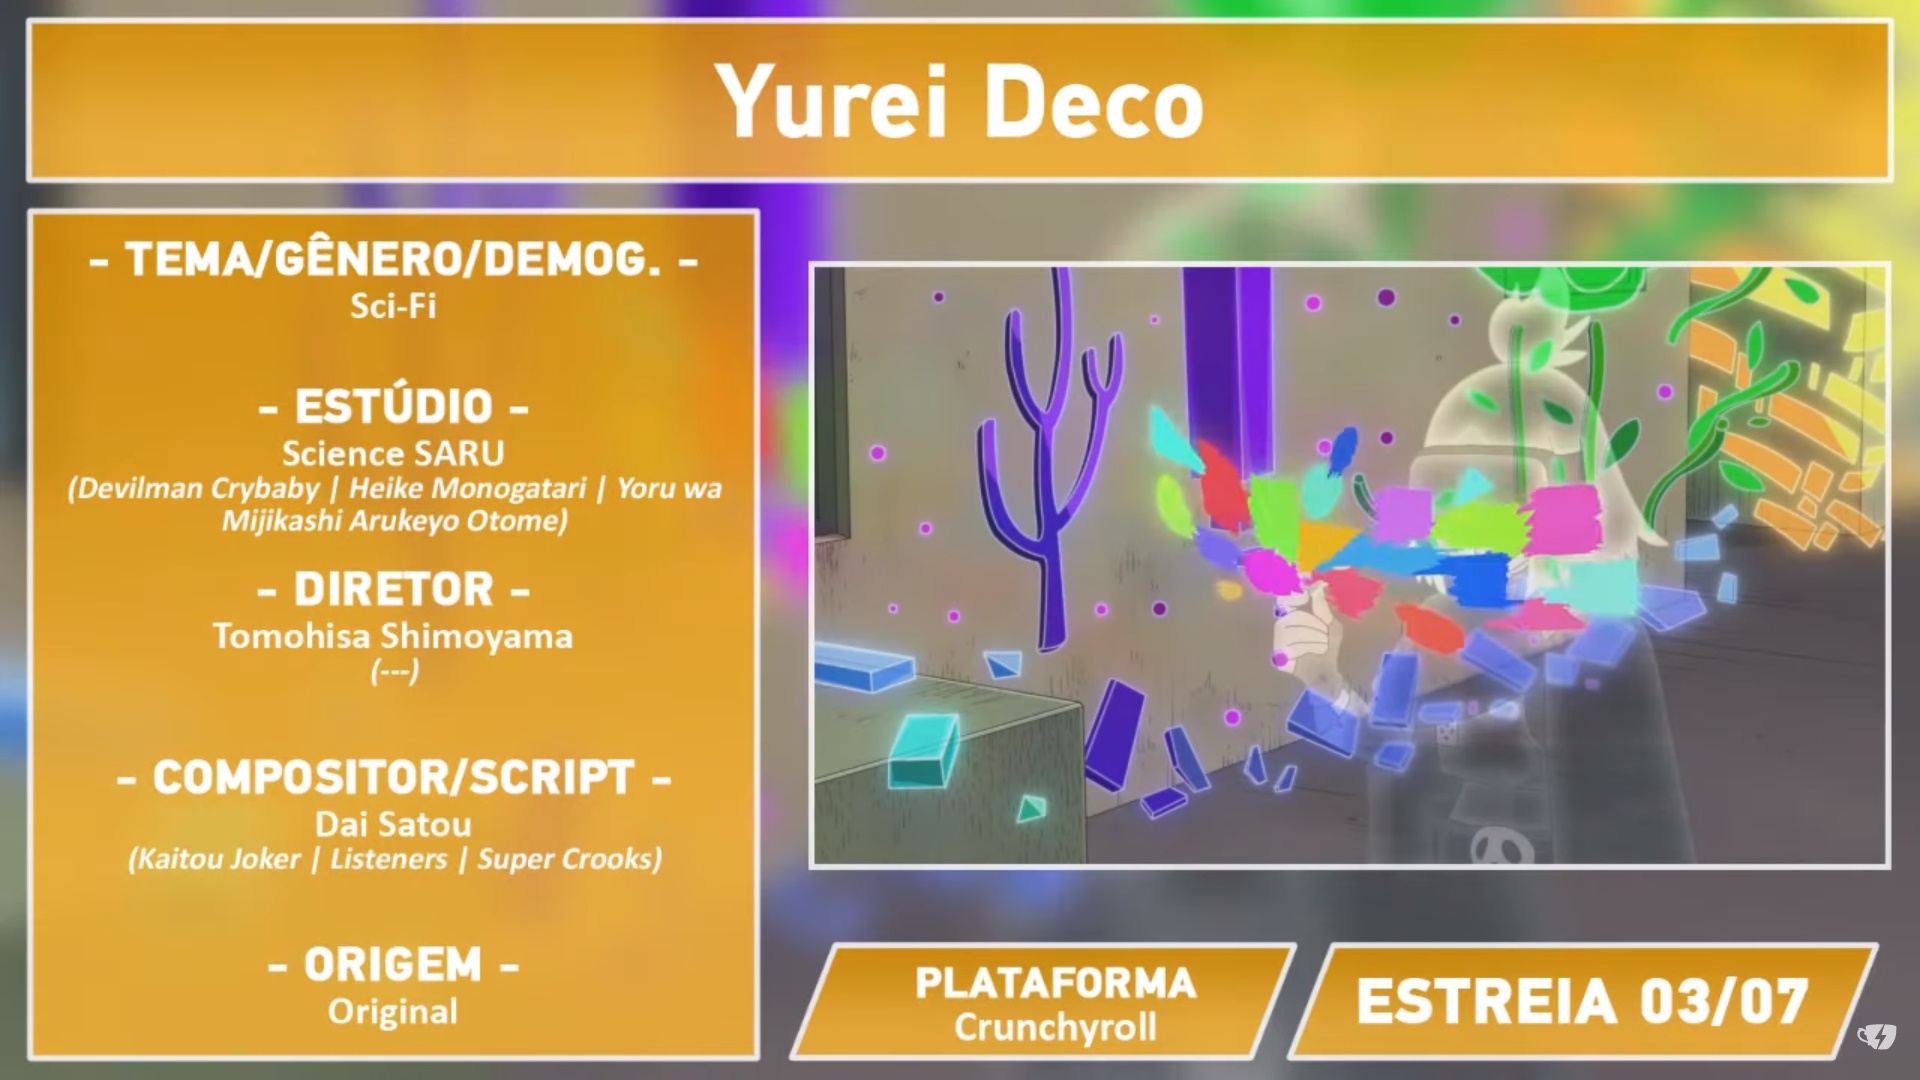 Yurei Deco
- TEMA/GÊNERO/DEMOG. -
Sci-Fi
- ESTÚDIO -
Science SARU
(Devilman Crybaby | Heike Monogatari | Yoru wa
Mijikashi Arukeyo Otome)
- DIRETOR -
Tomohisa Shimoyama
(---)
- COMPOSITOR/SCRIPT -
Dai Satou
(Kaitou Joker | Listeners | Super Crooks)
- ORIGEM -
Original
PLATAFORMA
Crunchyroll
ESTREIA 03/07